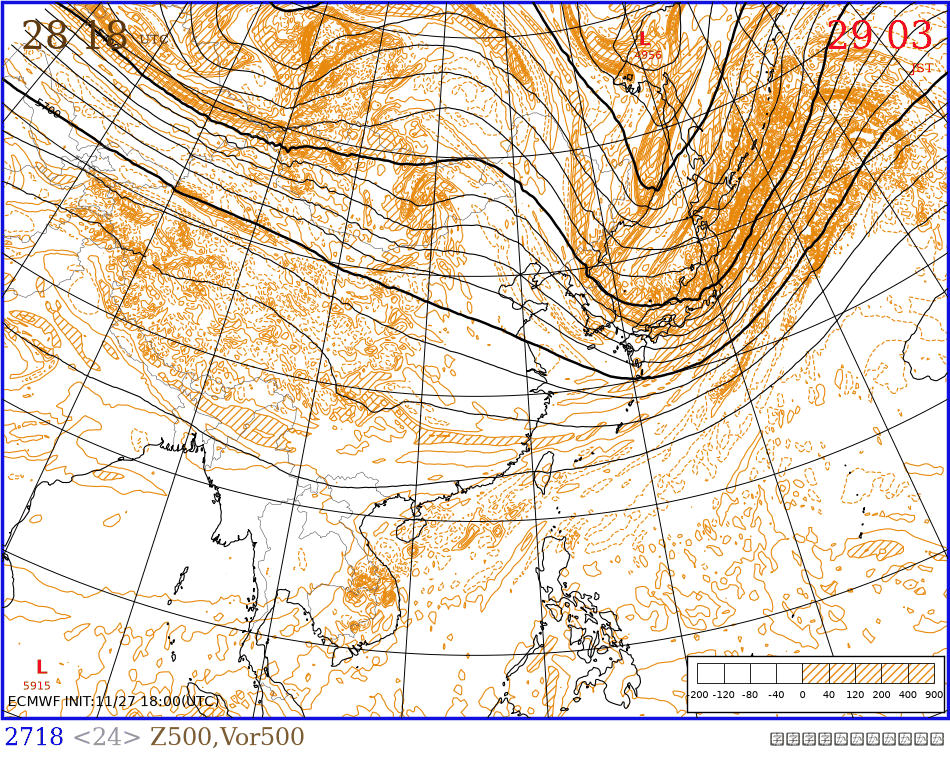 28 18 UTC
29 03 JST
L
5956
5700
L
5915
ECMWF INIT:11/27 18:00(UTC)
-200 -120 -80 -40 0 40 120 200 400 900
2718 <24> Z500,Vor500